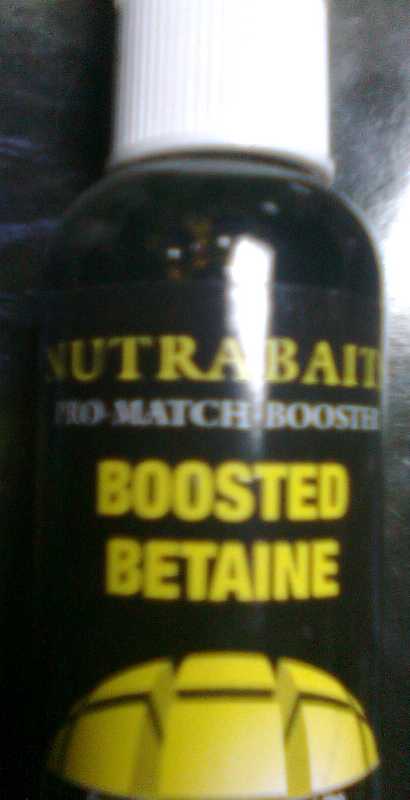 NUTRABAITS
PRO-MATCH-BOOSTER
BOOSTED
BETAINE